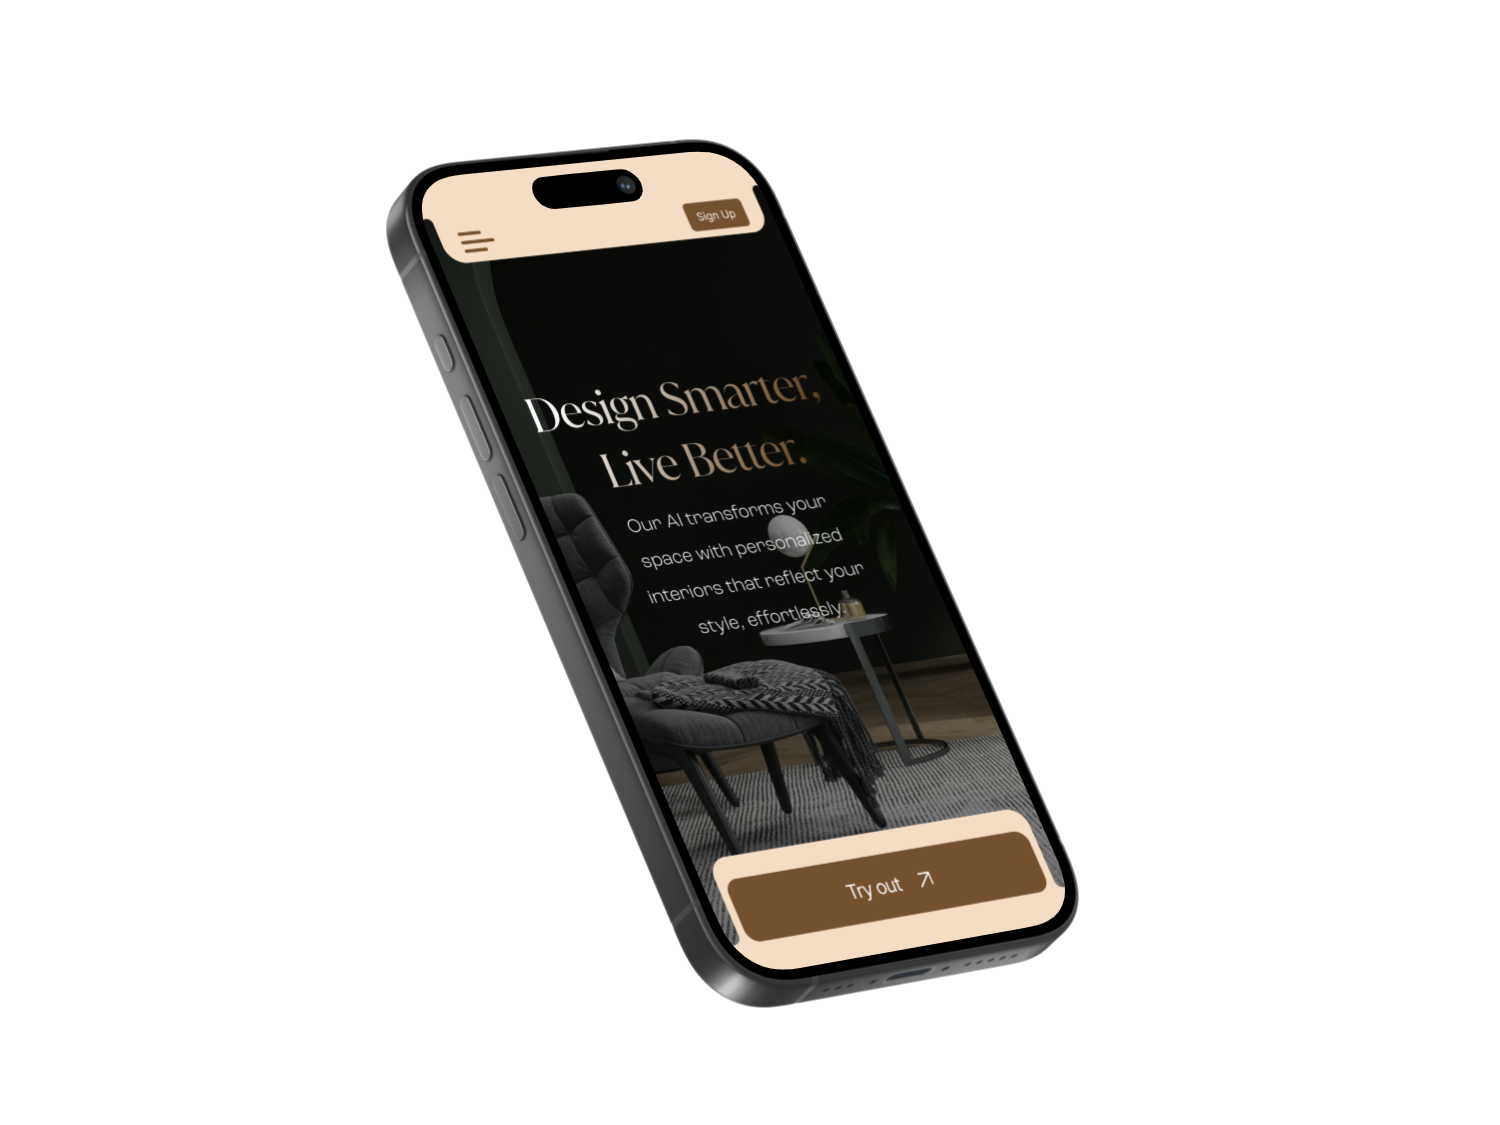 Sign Up
Design Smarter,
Live Better.
Our AI transforms your
space with personalized
interiors that reflect your
style, effortlessly.
Try out